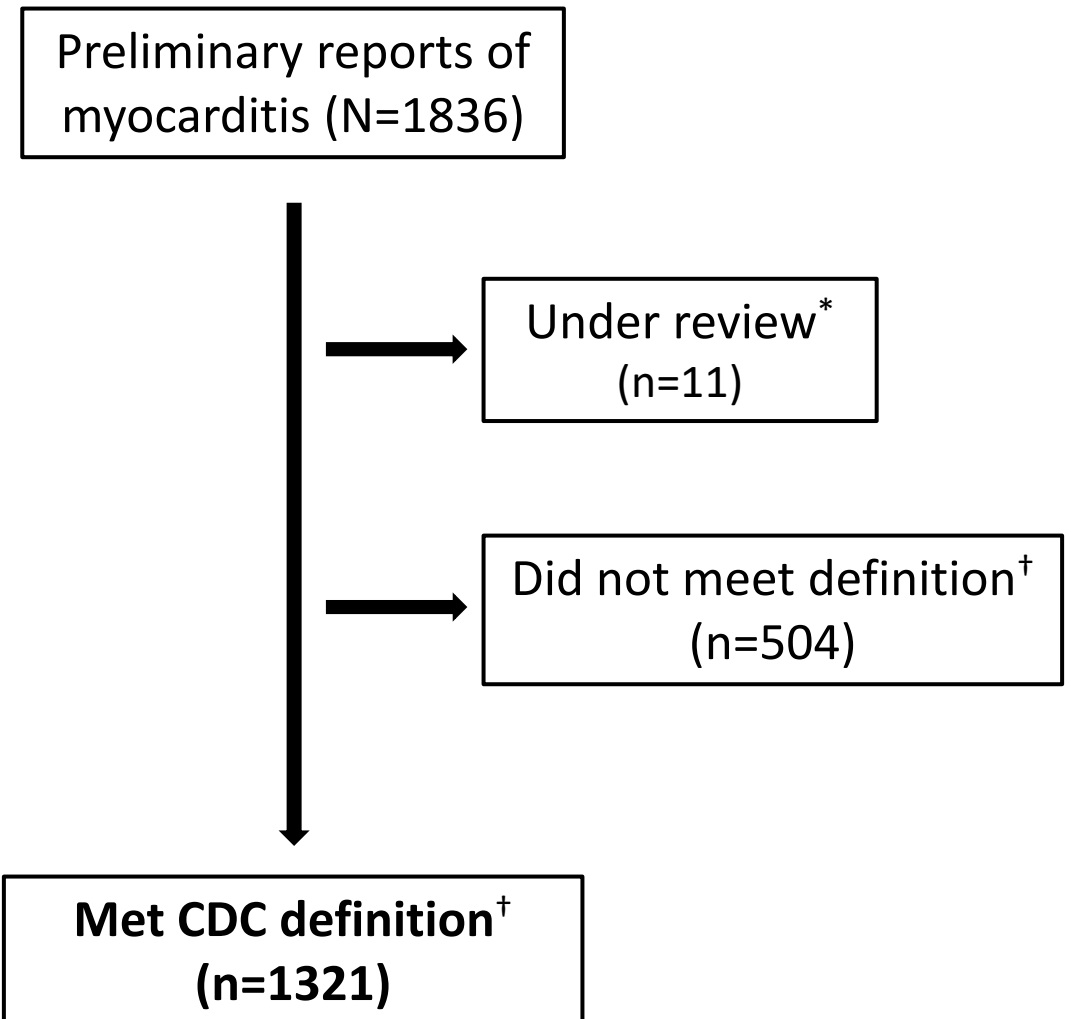 Preliminary reports of
myocarditis (N=1836)
Under review*
(n=11)
Did not meet definition†
(n=504)
Met CDC definition†
(n=1321)